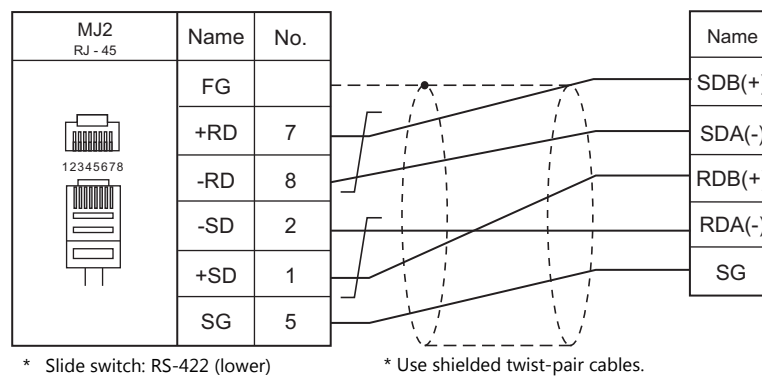 MJ2
RJ - 45
Name No.
Name
FG
SDB(+)
+RD 7
SDA(-)
12345678
-RD 8
RDB(+
-SD 2
RDA(-)
+SD 1
SG
SG 5
* Slide switch: RS-422 (lower)
* Use shielded twist-pair cables.